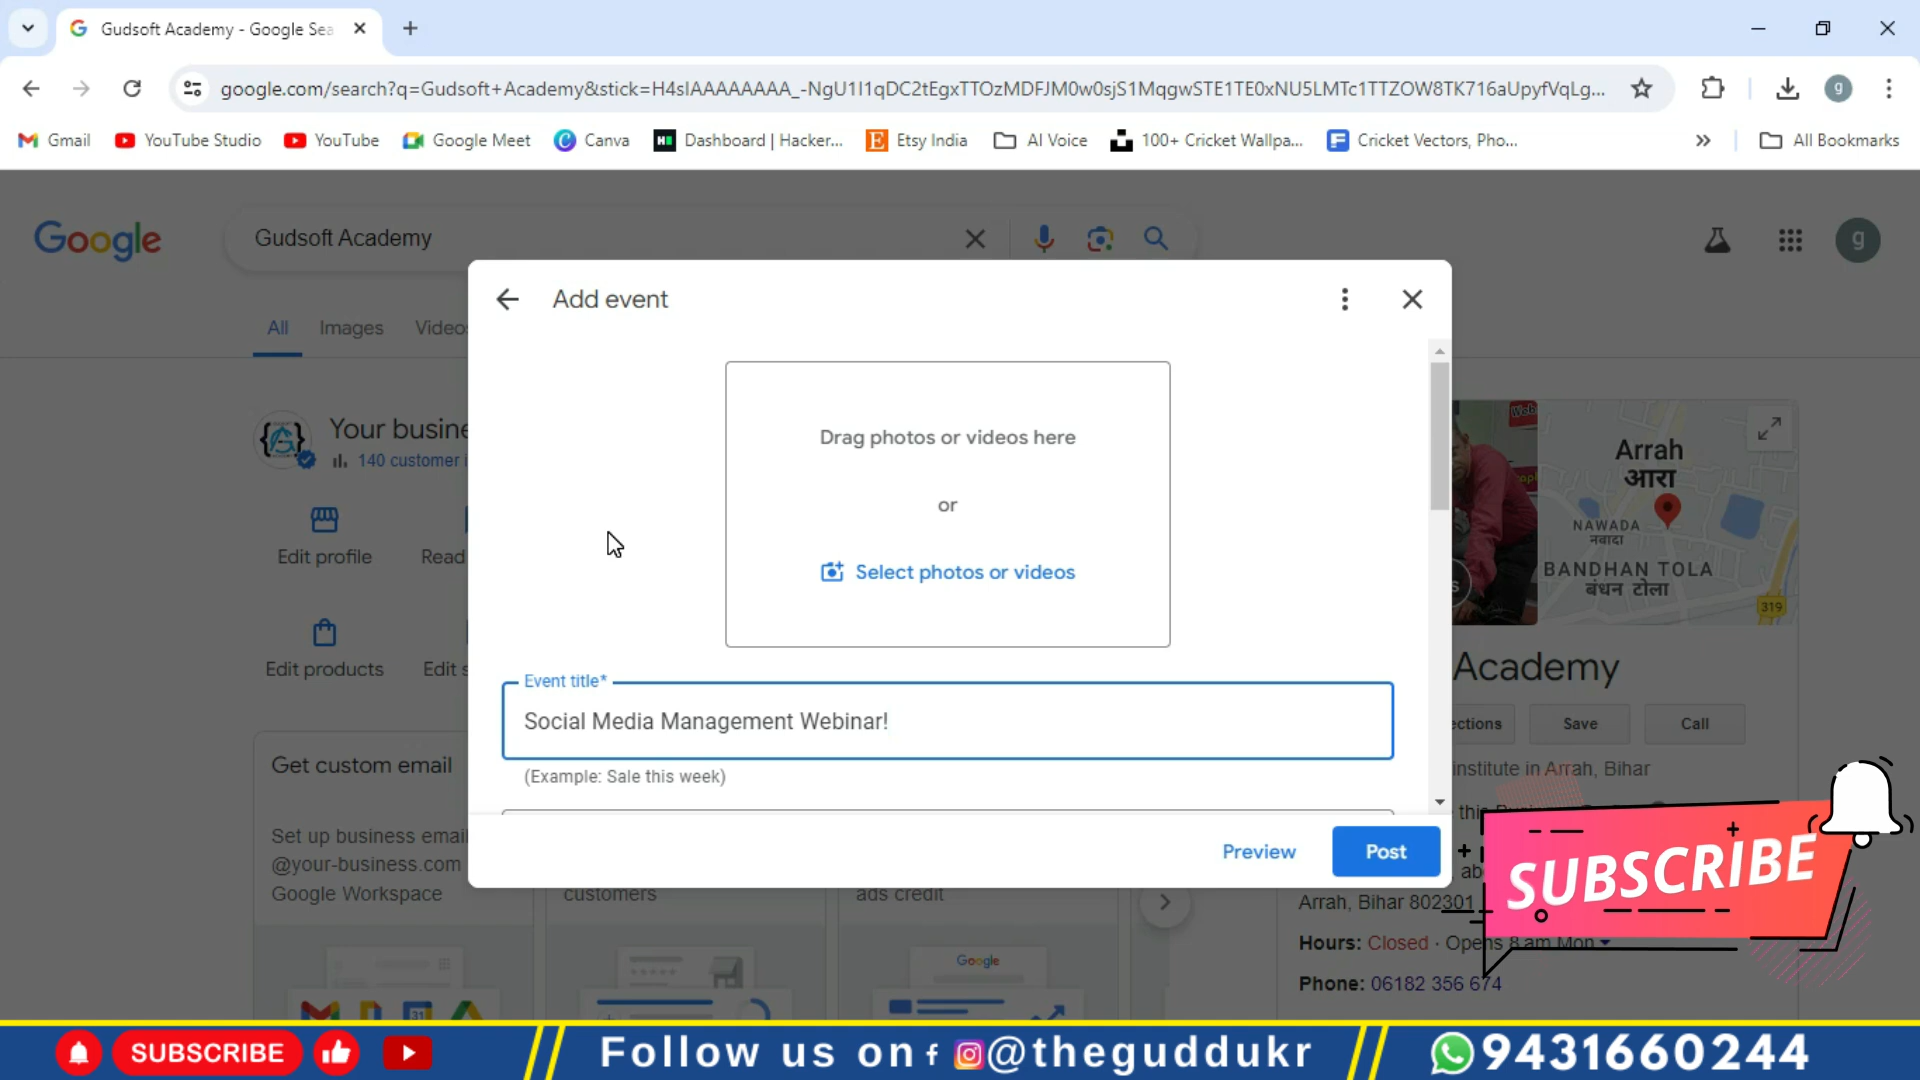 Gudsoft Academy - Google Sea
google.com/search?q=Gudsoft+Academy&stick=H4sIAAAAAAAA_-NgU1I1qDC2tEgxTTOzMDFJM0w0sjS1MqgwSTE1TE0xNU5LMTc1TTZOW8TK716aUpyfVqLg...
Gmail YouTube Studio YouTube Google Meet Canva Dashboard | Hacker... Etsy India AI Voice 100+ Cricket Wallpa... Cricket Vectors, Pho... All Bookmarks
Google Gudsoft Academy g
All Images Videos
Add event
Your busine
140 customer i
Edit profile Read
Edit products Edit s
Drag photos or videos here
or
Select photos or videos
Event title*
Social Media Management Webinar!
(Example: Sale this week)
Preview Post
Get custom email
Set up business email
@your-business.com
Google Workspace
customers
ads credit
Google
Arrah
आरा
NAWADA
नवादा
BANDHAN TOLA
बंधन टोला
319
Academy
ections Save Call
institute in Arrah, Bihar
Arrah, Bihar 802301
Hours: Closed · Opens 8 am Mon
Phone: 06182 356 674
SUBSCRIBE
SUBSCRIBE Follow us on f @theguddukr 9431660244